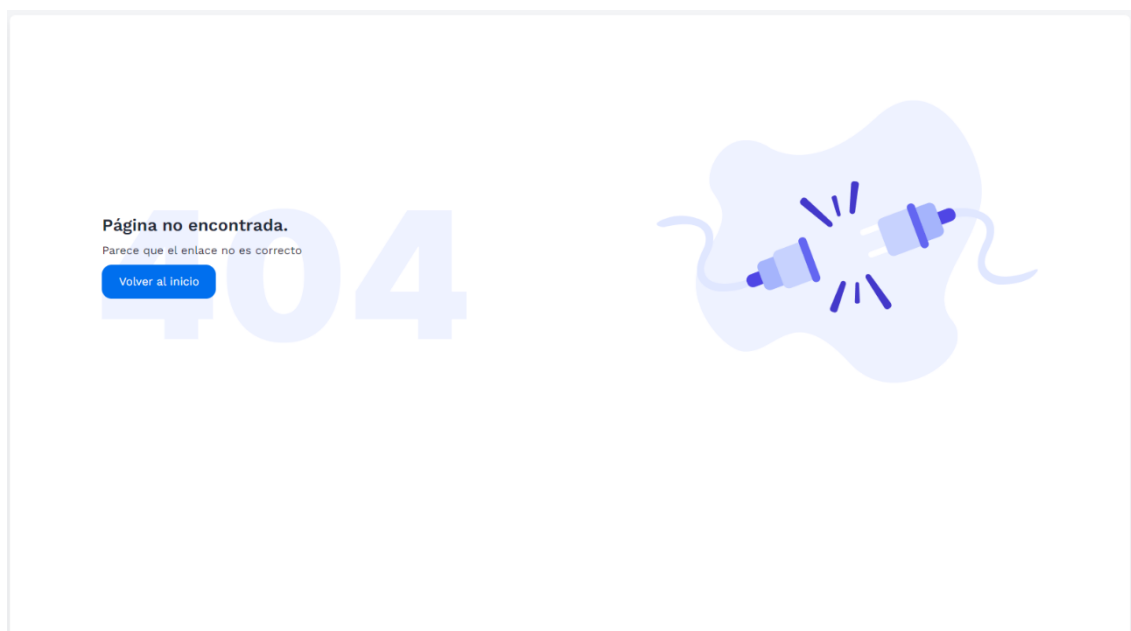 404
Página no encontrada.
Parece que el enlace no es correcto
Volver al inicio